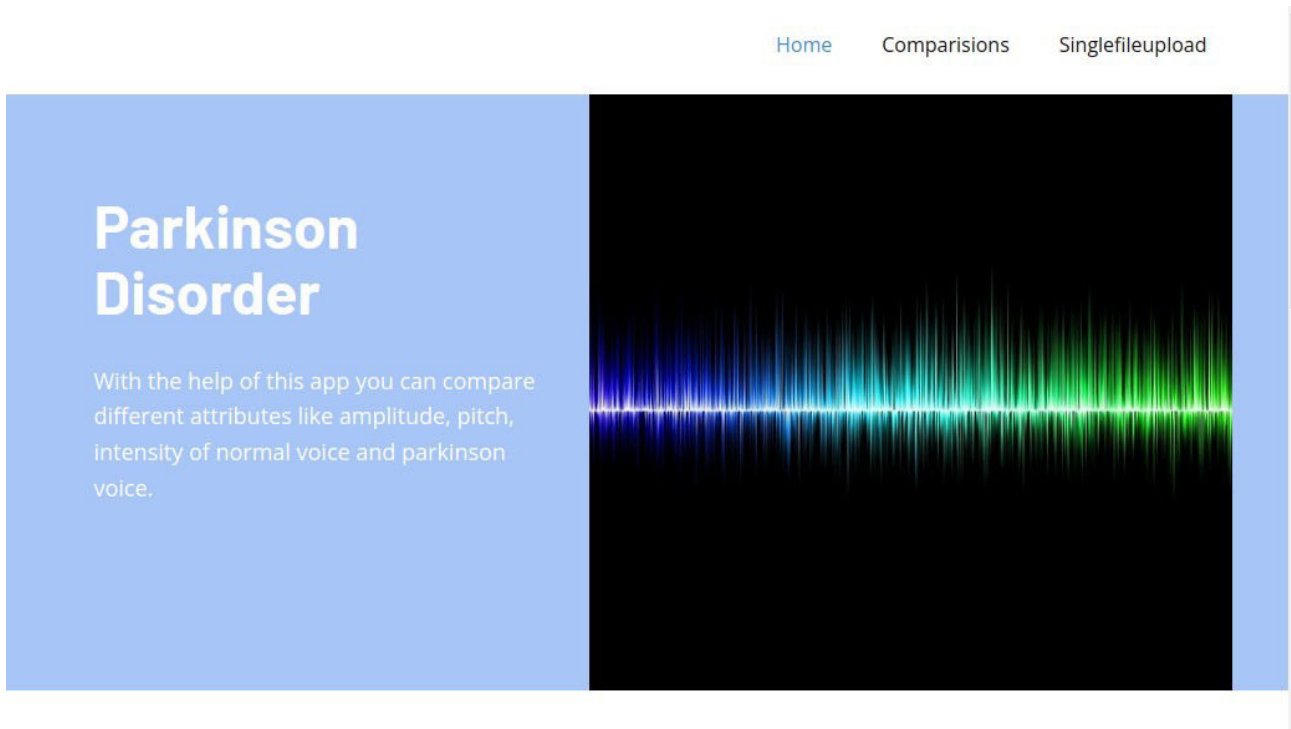 Home Comparisions Singlefileupload
Parkinson
Disorder
With the help of this app you can compare
different attributes like amplitude, pitch,
intensity of normal voice and parkinson
voice.